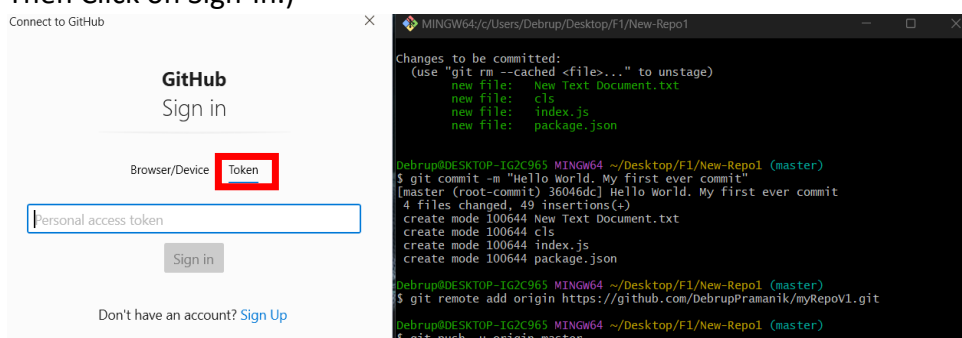 Then Click on Sign-in.)
Connect to GitHub
GitHub
Sign in
Browser/Device Token
Personal access token
Sign in
Don't have an account? Sign Up
MINGW64:/c/Users/Debrup/Desktop/F1/New-Repo1
Changes to be committed:
  (use "git rm --cached <file>..." to unstage)
        new file:   New Text Document.txt
        new file:   cls
        new file:   index.js
        new file:   package.json
Debrup@DESKTOP-IG2C965 MINGW64 ~/Desktop/F1/New-Repo1 (master)
$ git commit -m "Hello World. My first ever commit"
[master (root-commit) 36046dc] Hello World. My first ever commit
 4 files changed, 49 insertions(+)
 create mode 100644 New Text Document.txt
 create mode 100644 cls
 create mode 100644 index.js
 create mode 100644 package.json
Debrup@DESKTOP-IG2C965 MINGW64 ~/Desktop/F1/New-Repo1 (master)
$ git remote add origin https://github.com/DebrupPramanik/myRepoV1.git
Debrup@DESKTOP-IG2C965 MINGW64 ~/Desktop/F1/New-Repo1 (master)
$ git push -u origin master